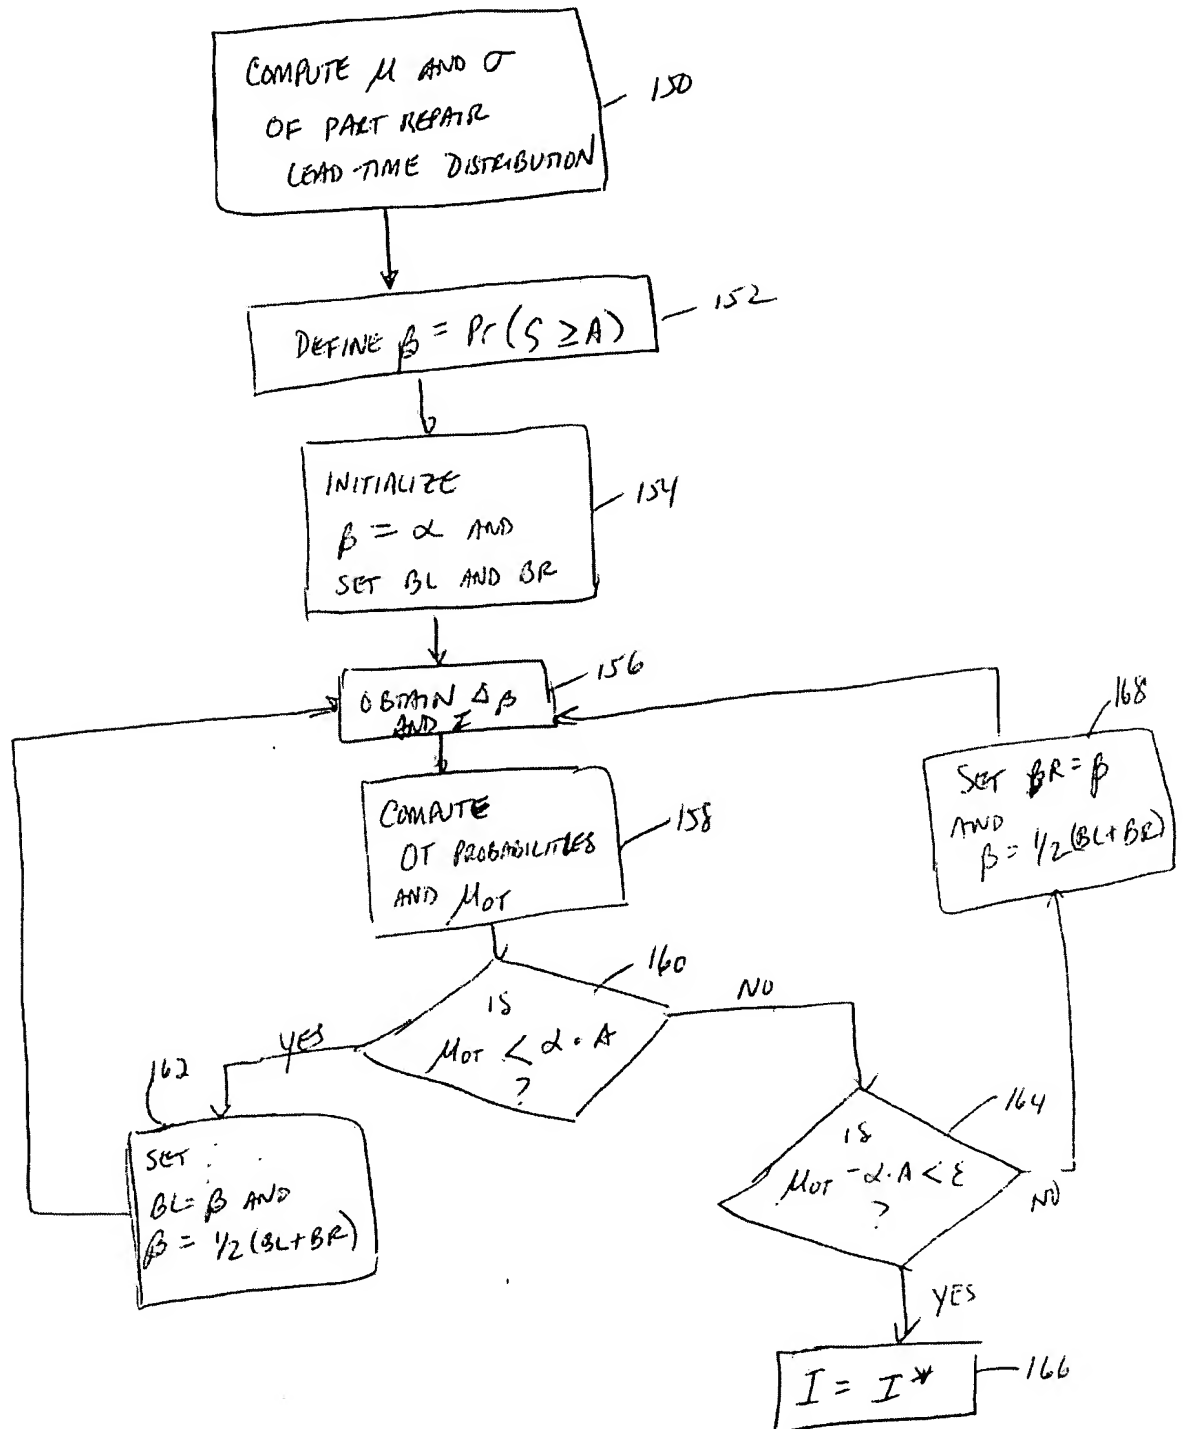 COMPUTE μ AND σ
OF PART REPAIR
LEAD-TIME DISTRIBUTION
150
DEFINE β = Pr(S ≥ A)
152
INITIALIZE
β = α AND
SET BL AND BR
154
OBTAIN Δβ
AND I
156
COMPUTE
OT PROBABILITIES
AND μOT
158
IS
μOT < α · A
?
160
YES
NO
162
SET
BL = β AND
β = 1/2 (BL+BR)
IS
μOT - α·A < ε
?
164
NO
YES
168
SET BR = β
AND
β = 1/2 (BL+BR)
I = I*
166